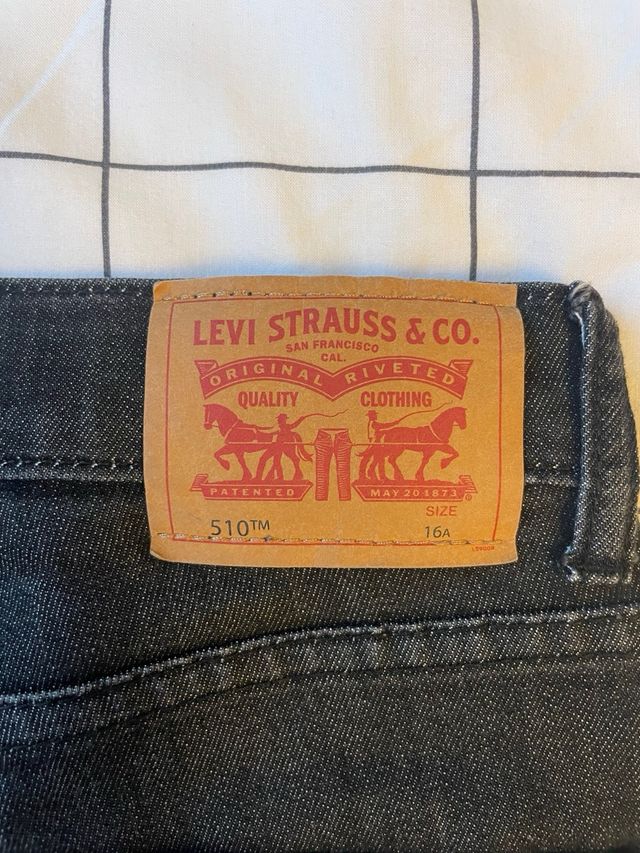 LEVI STRAUSS & CO.
SAN FRANCISCO
CAL.
ORIGINAL RIVETED
QUALITY CLOTHING
PATENTED MAY 20 1873 ®
SIZE
510™ 16A